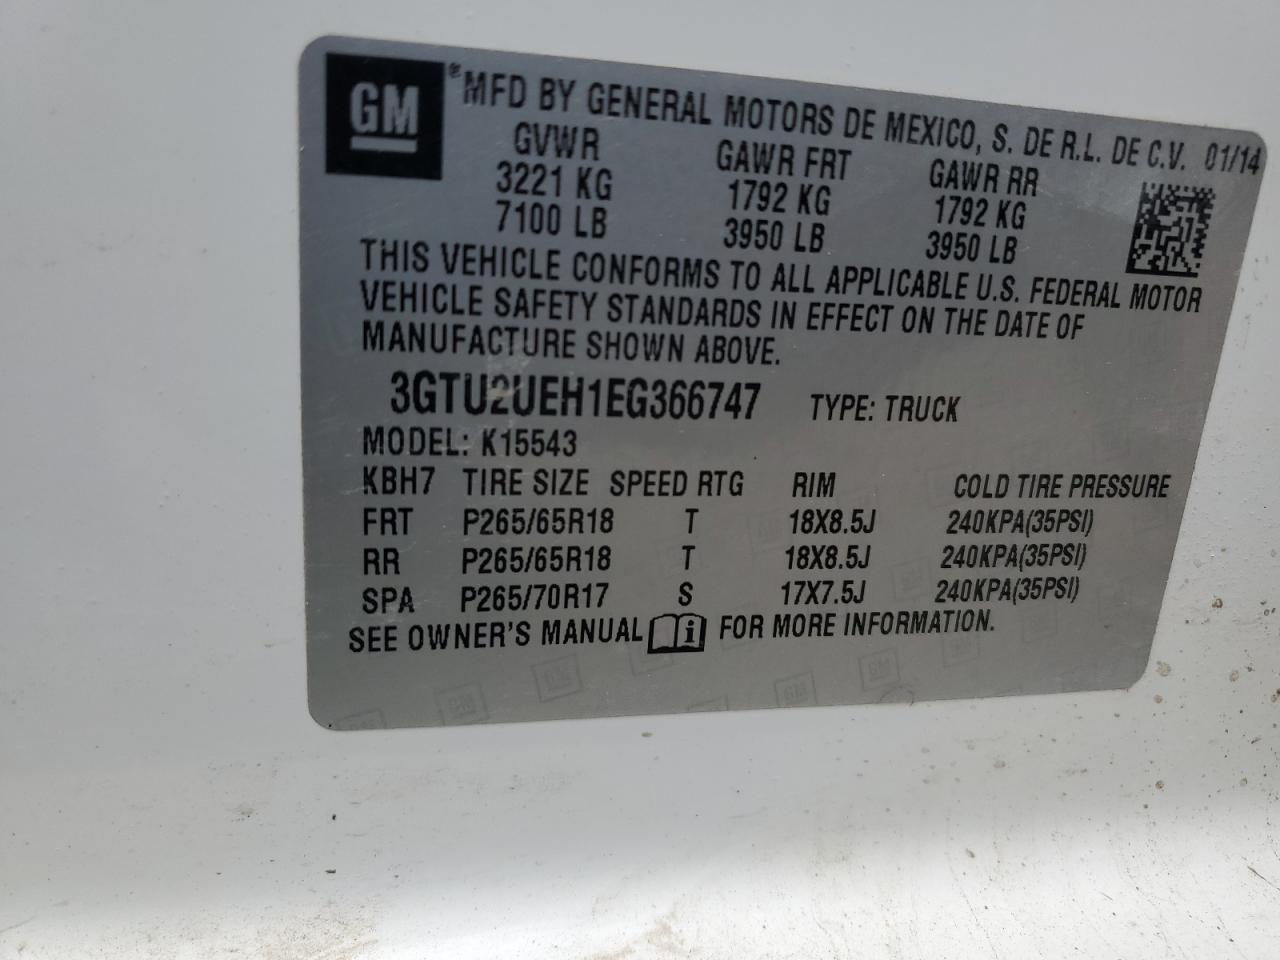 GM ® MFD BY GENERAL MOTORS DE MEXICO, S. DE R.L. DE C.V. 01/14
GVWR GAWR FRT GAWR RR
3221 KG 1792 KG 1792 KG
7100 LB 3950 LB 3950 LB
THIS VEHICLE CONFORMS TO ALL APPLICABLE U.S. FEDERAL MOTOR
VEHICLE SAFETY STANDARDS IN EFFECT ON THE DATE OF
MANUFACTURE SHOWN ABOVE.
3GTU2UEH1EG366747 TYPE: TRUCK
MODEL: K15543
KBH7 TIRE SIZE SPEED RTG RIM COLD TIRE PRESSURE
FRT P265/65R18 T 18X8.5J 240KPA(35PSI)
RR P265/65R18 T 18X8.5J 240KPA(35PSI)
SPA P265/70R17 S 17X7.5J 240KPA(35PSI)
SEE OWNER'S MANUAL i FOR MORE INFORMATION.